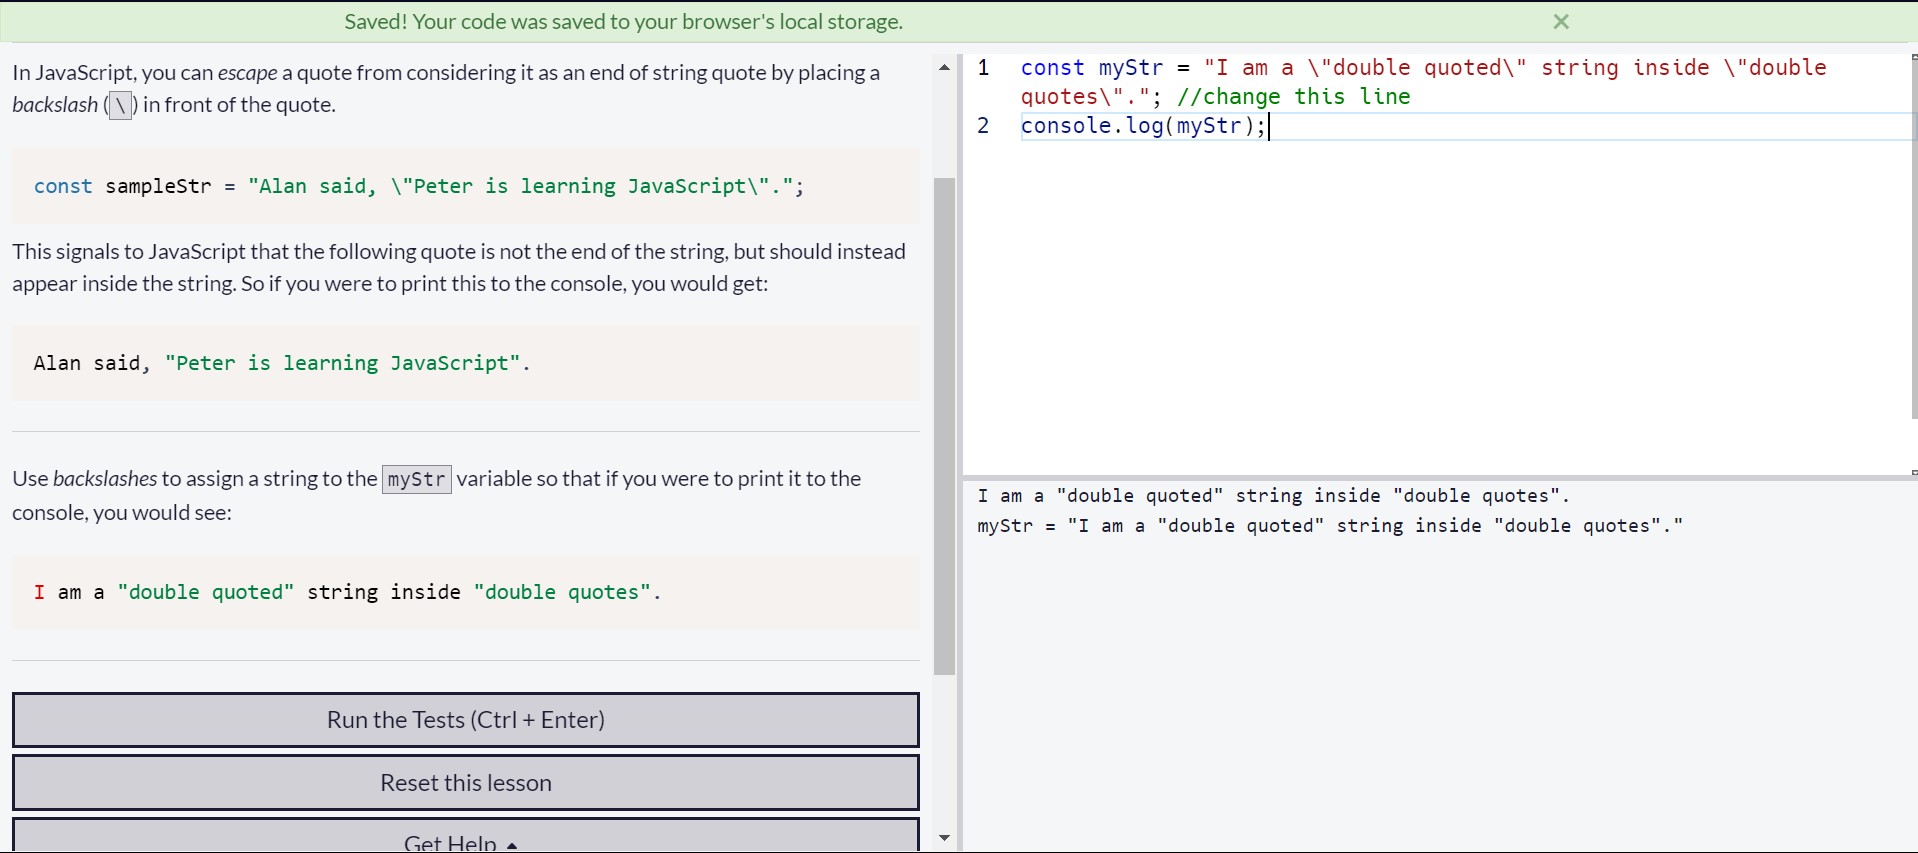 Saved! Your code was saved to your browser's local storage.
×
In JavaScript, you can escape a quote from considering it as an end of string quote by placing a
backslash (\) in front of the quote.
const sampleStr = "Alan said, \"Peter is learning JavaScript\".";
This signals to JavaScript that the following quote is not the end of the string, but should instead
appear inside the string. So if you were to print this to the console, you would get:
Alan said, "Peter is learning JavaScript".
Use backslashes to assign a string to the myStr variable so that if you were to print it to the
console, you would see:
I am a "double quoted" string inside "double quotes".
Run the Tests (Ctrl + Enter)
Reset this lesson
Get Help
1 const myStr = "I am a \"double quoted\" string inside \"double
quotes\"."; //change this line
2 console.log(myStr);
I am a "double quoted" string inside "double quotes".
myStr = "I am a "double quoted" string inside "double quotes"."